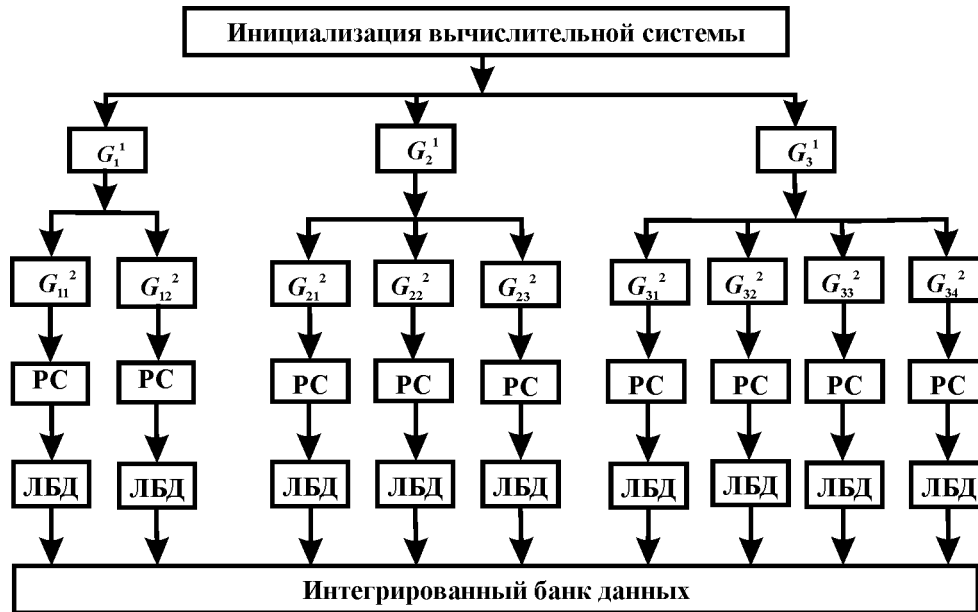 Инициализация вычислительной системы
G₁¹ G₂¹ G₃¹
G₁₁² G₁₂² G₂₁² G₂₂² G₂₃² G₃₁² G₃₂² G₃₃² G₃₄²
РС РС РС РС РС РС РС РС РС
ЛБД ЛБД ЛБД ЛБД ЛБД ЛБД ЛБД ЛБД ЛБД
Интегрированный банк данных